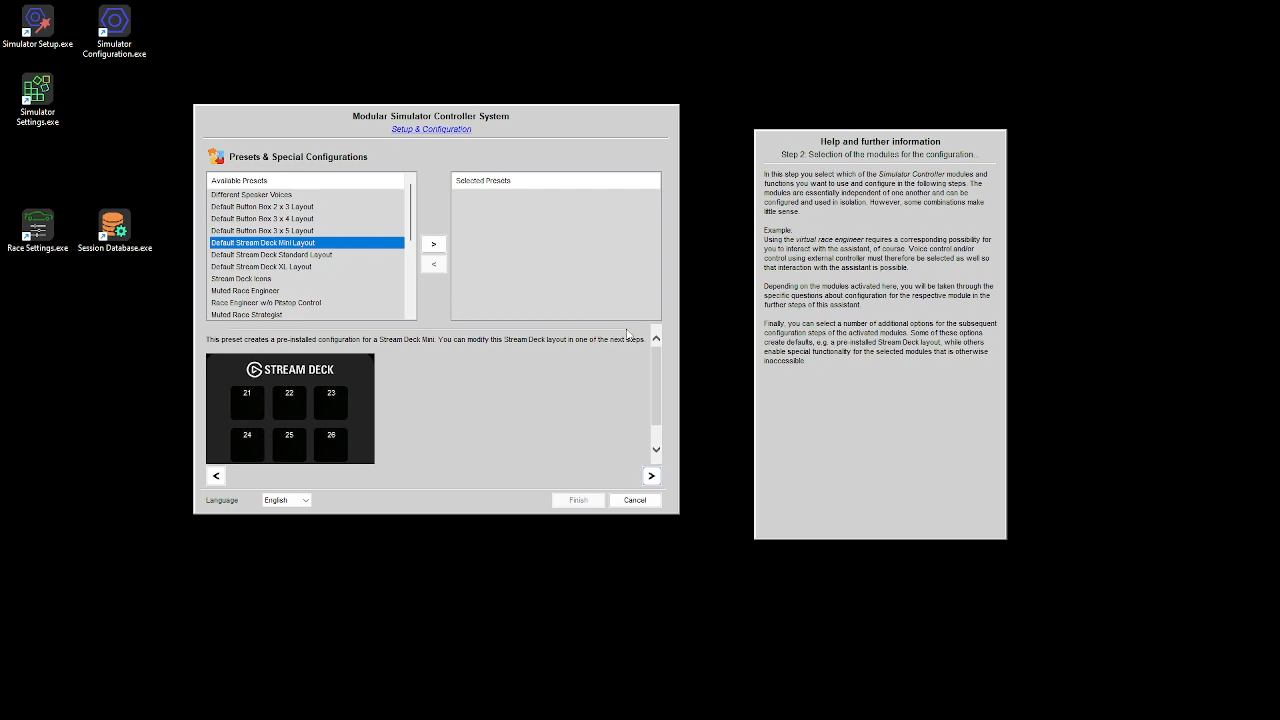 Simulator Setup.exe
Simulator
Configuration.exe
Simulator
Settings.exe
Race Settings.exe
Session Database.exe
Modular Simulator Controller System
Setup & Configuration
Presets & Special Configurations
Available Presets
Different Speaker Voices
Default Button Box 2 x 3 Layout
Default Button Box 3 x 4 Layout
Default Button Box 3 x 5 Layout
Default Stream Deck Mini Layout
Default Stream Deck Standard Layout
Default Stream Deck XL Layout
Stream Deck Icons
Muted Race Engineer
Race Engineer w/o Pitstop Control
Muted Race Strategist
>
<
Selected Presets
This preset creates a pre-installed configuration for a Stream Deck Mini. You can modify this Stream Deck layout in one of the next steps.
STREAM DECK
21 22 23
24 25 26
< >
Language English Finish Cancel
Help and further information
Step 2: Selection of the modules for the configuration...
In this step you select which of the Simulator Controller modules and
functions you want to use and configure in the following steps. The
modules are essentially independent of one another and can be
configured and used in isolation. However, some combinations make
little sense.
Example:
Using the virtual race engineer requires a corresponding possibility for
you to interact with the assistant, of course. Voice control and/or
control using external controller must therefore be selected as well so
that interaction with the assistant is possible.
Depending on the modules activated here, you will be taken through the
specific questions about configuration for the respective module in the
further steps of this assistant.
Finally, you can select a number of additional options for the subsequent
configuration steps of the activated modules. Some of these options
create defaults, e.g. a pre-installed Stream Deck layout, while others
enable special functionality for the selected modules that is otherwise
inaccessible